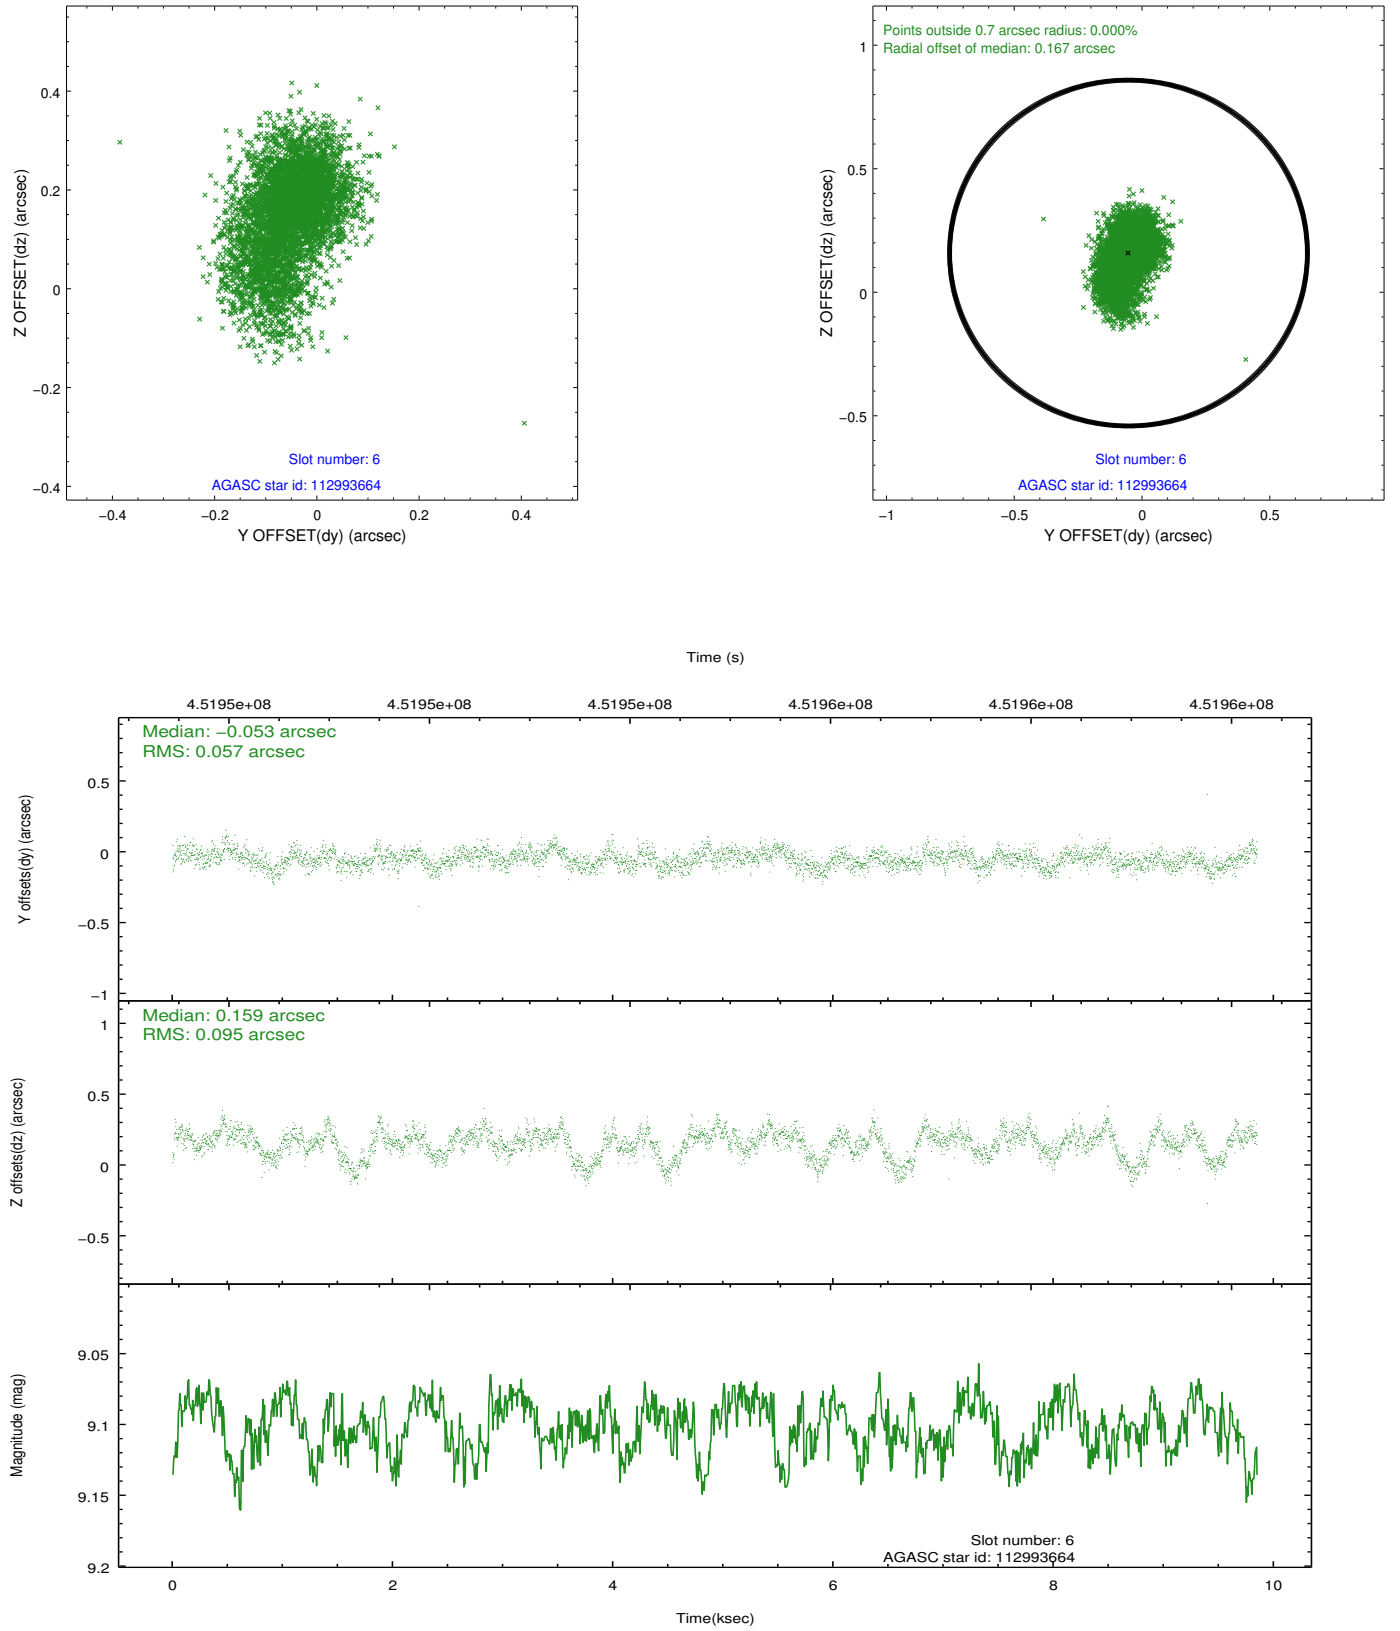 0.4
0.2
0
−0.2
−0.4
Z OFFSET(dz) (arcsec)
Slot number: 6
AGASC star id: 112993664
−0.4 −0.2 0 0.2 0.4
Y OFFSET(dy) (arcsec)
Points outside 0.7 arcsec radius: 0.000%
Radial offset of median: 0.167 arcsec
1
0.5
0
−0.5
Z OFFSET(dz) (arcsec)
Slot number: 6
AGASC star id: 112993664
−1 −0.5 0 0.5
Y OFFSET(dy) (arcsec)
Time (s)
4.5195e+08 4.5195e+08 4.5195e+08 4.5196e+08 4.5196e+08 4.5196e+08
Median: −0.053 arcsec
RMS: 0.057 arcsec
0.5
0
−0.5
−1
Y offsets(dy) (arcsec)
Median: 0.159 arcsec
RMS: 0.095 arcsec
1
0.5
0
−0.5
Z offsets(dz) (arcsec)
9.05
9.1
9.15
9.2
Magnitude (mag)
Slot number: 6
AGASC star id: 112993664
0 2 4 6 8 10
Time(ksec)